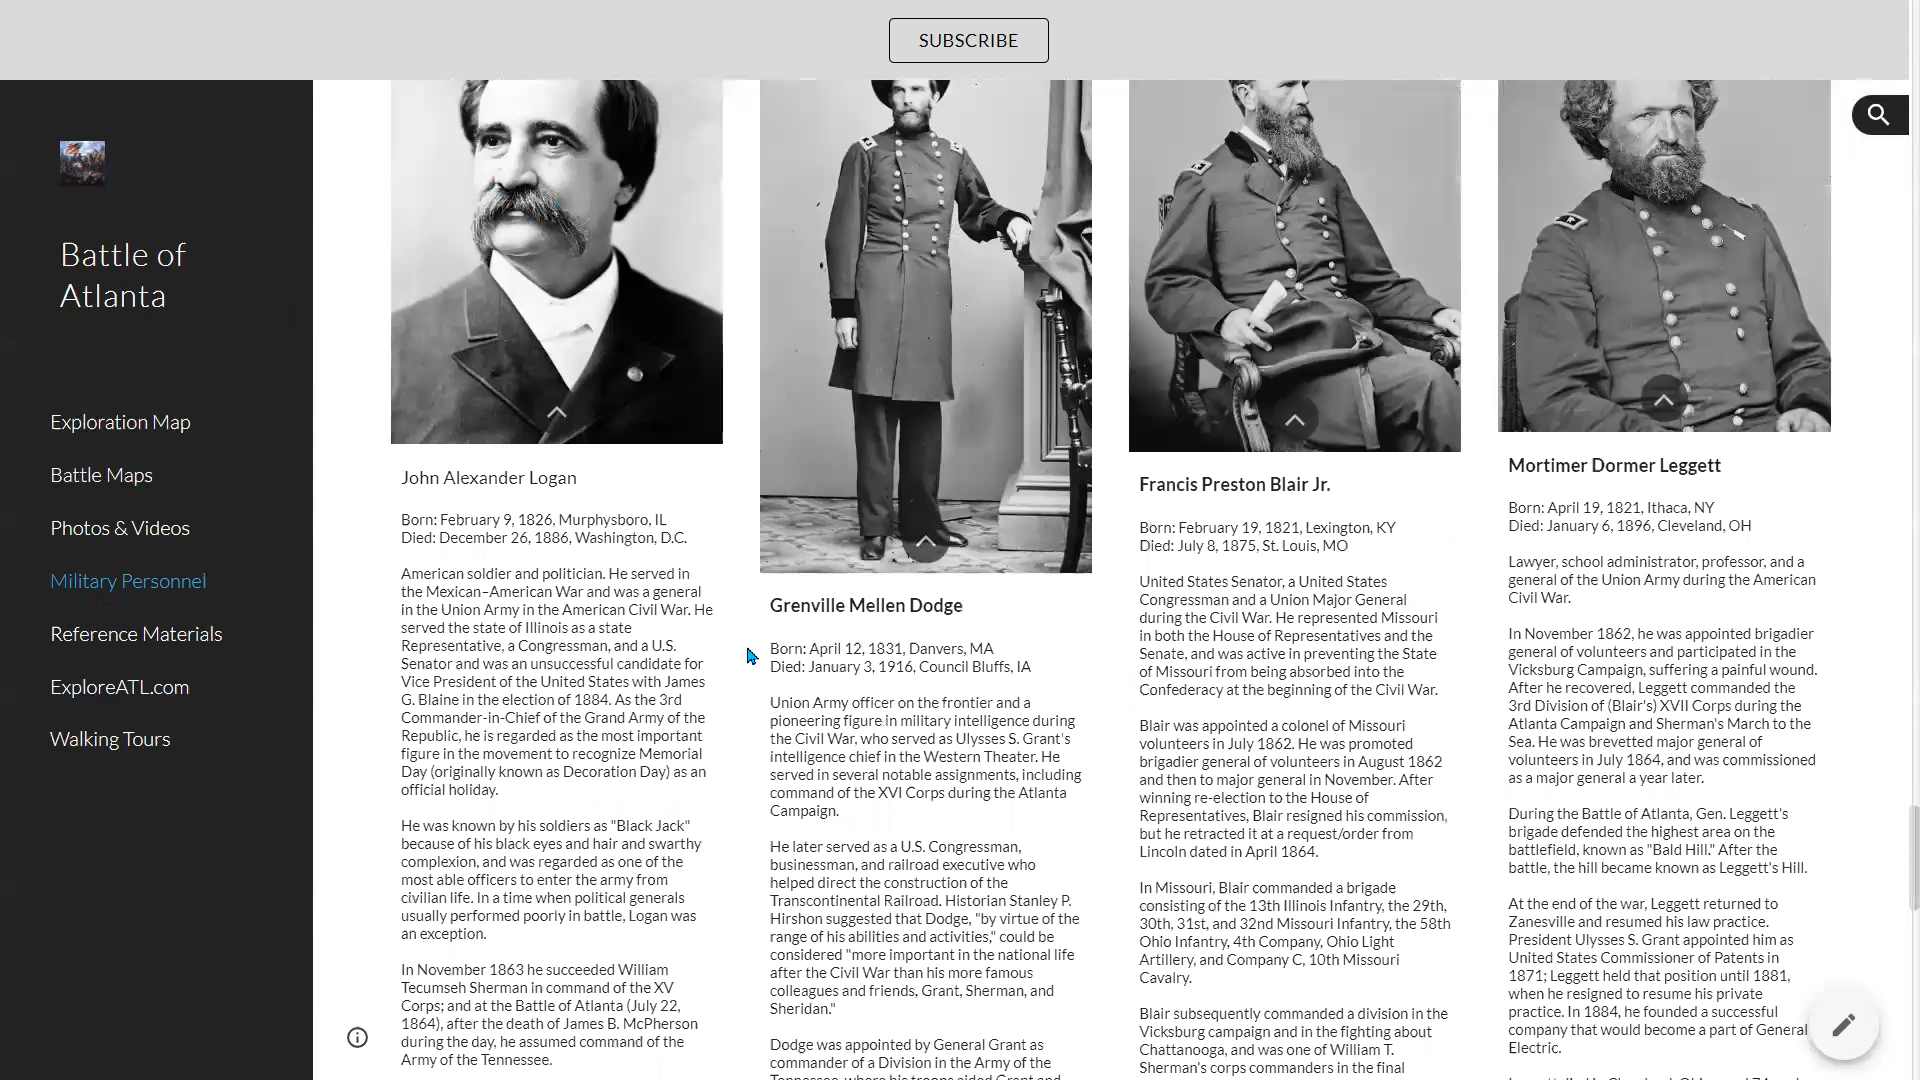 SUBSCRIBE
Battle of
Atlanta
Exploration Map
Battle Maps
Photos & Videos
Military Personnel
Reference Materials
ExploreATL.com
Walking Tours
John Alexander Logan
Born: February 9, 1826, Murphysboro, IL
Died: December 26, 1886, Washington, D.C.
American soldier and politician. He served in
the Mexican–American War and was a general
in the Union Army in the American Civil War. He
served the state of Illinois as a state
Representative, a Congressman, and a U.S.
Senator and was an unsuccessful candidate for
Vice President of the United States with James
G. Blaine in the election of 1884. As the 3rd
Commander-in-Chief of the Grand Army of the
Republic, he is regarded as the most important
figure in the movement to recognize Memorial
Day (originally known as Decoration Day) as an
official holiday.
He was known by his soldiers as "Black Jack"
because of his black eyes and hair and swarthy
complexion, and was regarded as one of the
most able officers to enter the army from
civilian life. In a time when political generals
usually performed poorly in battle, Logan was
an exception.
In November 1863 he succeeded William
Tecumseh Sherman in command of the XV
Corps; and at the Battle of Atlanta (July 22,
1864), after the death of James B. McPherson
during the day, he assumed command of the
Army of the Tennessee.
Grenville Mellen Dodge
Born: April 12, 1831, Danvers, MA
Died: January 3, 1916, Council Bluffs, IA
Union Army officer on the frontier and a
pioneering figure in military intelligence during
the Civil War, who served as Ulysses S. Grant's
intelligence chief in the Western Theater. He
served in several notable assignments, including
command of the XVI Corps during the Atlanta
Campaign.
He later served as a U.S. Congressman,
businessman, and railroad executive who
helped direct the construction of the
Transcontinental Railroad. Historian Stanley P.
Hirshon suggested that Dodge, "by virtue of the
range of his abilities and activities," could be
considered "more important in the national life
after the Civil War than his more famous
colleagues and friends, Grant, Sherman, and
Sheridan."
Dodge was appointed by General Grant as
commander of a Division in the Army of the
Tennessee, where his troops aided Grant and
Francis Preston Blair Jr.
Born: February 19, 1821, Lexington, KY
Died: July 8, 1875, St. Louis, MO
United States Senator, a United States
Congressman and a Union Major General
during the Civil War. He represented Missouri
in both the House of Representatives and the
Senate, and was active in preventing the State
of Missouri from being absorbed into the
Confederacy at the beginning of the Civil War.
Blair was appointed a colonel of Missouri
volunteers in July 1862. He was promoted
brigadier general of volunteers in August 1862
and then to major general in November. After
winning re-election to the House of
Representatives, Blair resigned his commission,
but he retracted it at a request/order from
Lincoln dated in April 1864.
In Missouri, Blair commanded a brigade
consisting of the 13th Illinois Infantry, the 29th,
30th, 31st, and 32nd Missouri Infantry, the 58th
Ohio Infantry, 4th Company, Ohio Light
Artillery, and Company C, 10th Missouri
Cavalry.
Blair subsequently commanded a division in the
Vicksburg campaign and in the fighting about
Chattanooga, and was one of William T.
Sherman's corps commanders in the final
Mortimer Dormer Leggett
Born: April 19, 1821, Ithaca, NY
Died: January 6, 1896, Cleveland, OH
Lawyer, school administrator, professor, and a
general of the Union Army during the American
Civil War.
In November 1862, he was appointed brigadier
general of volunteers and participated in the
Vicksburg Campaign, suffering a painful wound.
After he recovered, Leggett commanded the
3rd Division of (Blair's) XVII Corps during the
Atlanta Campaign and Sherman's March to the
Sea. He was brevetted major general of
volunteers in July 1864, and was commissioned
as a major general a year later.
During the Battle of Atlanta, Gen. Leggett's
brigade defended the highest area on the
battlefield, known as "Bald Hill." After the
battle, the hill became known as Leggett's Hill.
At the end of the war, Leggett returned to
Zanesville and resumed his law practice.
President Ulysses S. Grant appointed him as
United States Commissioner of Patents in
1871; Leggett held that position until 1881,
when he resigned to resume his private
practice. In 1884, he founded a successful
company that would become a part of General
Electric.